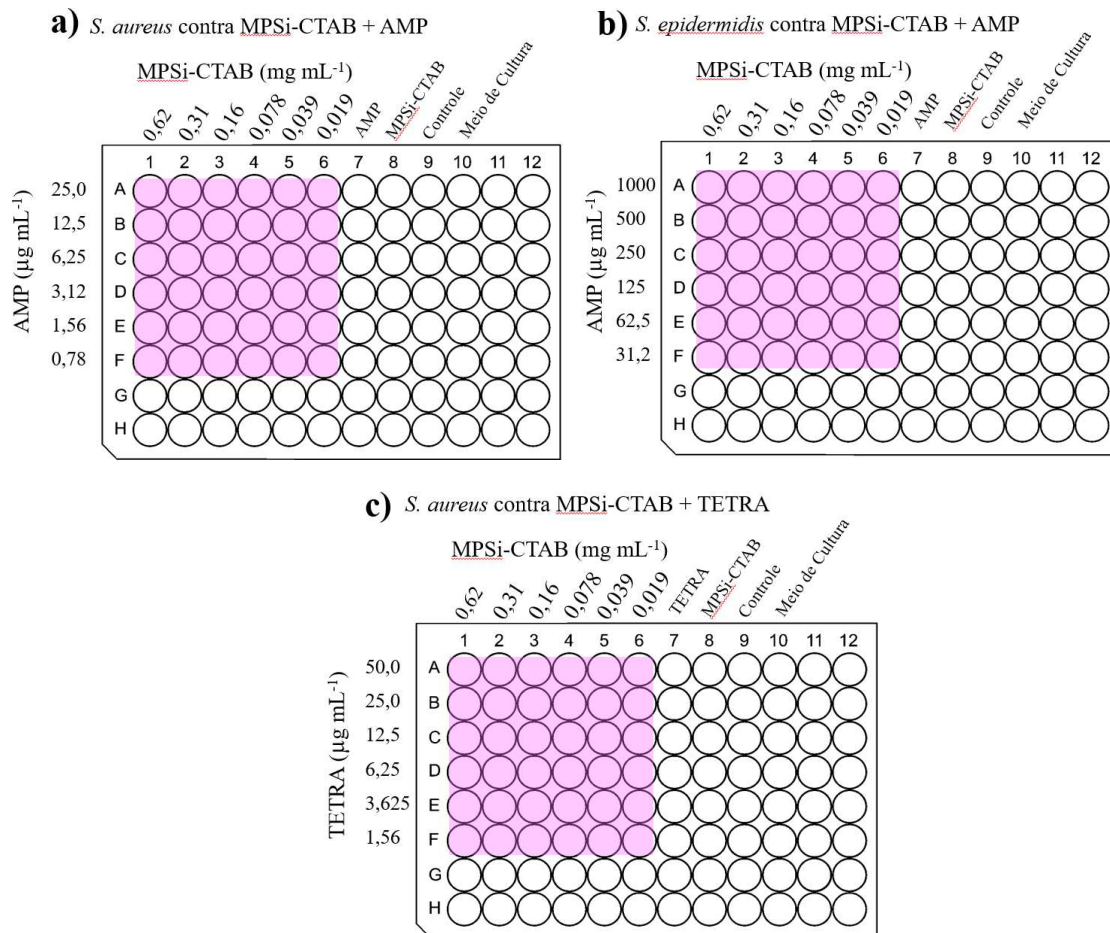 a) S. aureus contra MPSi-CTAB + AMP
MPSi-CTAB (mg mL⁻¹)
0,62 0,31 0,16 0,078 0,039 0,019 AMP MPSi-CTAB Controle Meio de Cultura
1 2 3 4 5 6 7 8 9 10 11 12
AMP (µg mL⁻¹)
25,0 A
12,5 B
6,25 C
3,12 D
1,56 E
0,78 F
G
H
b) S. epidermidis contra MPSi-CTAB + AMP
MPSi-CTAB (mg mL⁻¹)
0,62 0,31 0,16 0,078 0,039 0,019 AMP MPSi-CTAB Controle Meio de Cultura
1 2 3 4 5 6 7 8 9 10 11 12
AMP (µg mL⁻¹)
1000 A
500 B
250 C
125 D
62,5 E
31,2 F
G
H
c) S. aureus contra MPSi-CTAB + TETRA
MPSi-CTAB (mg mL⁻¹)
0,62 0,31 0,16 0,078 0,039 0,019 TETRA MPSi-CTAB Controle Meio de Cultura
1 2 3 4 5 6 7 8 9 10 11 12
TETRA (µg mL⁻¹)
50,0 A
25,0 B
12,5 C
6,25 D
3,625 E
1,56 F
G
H